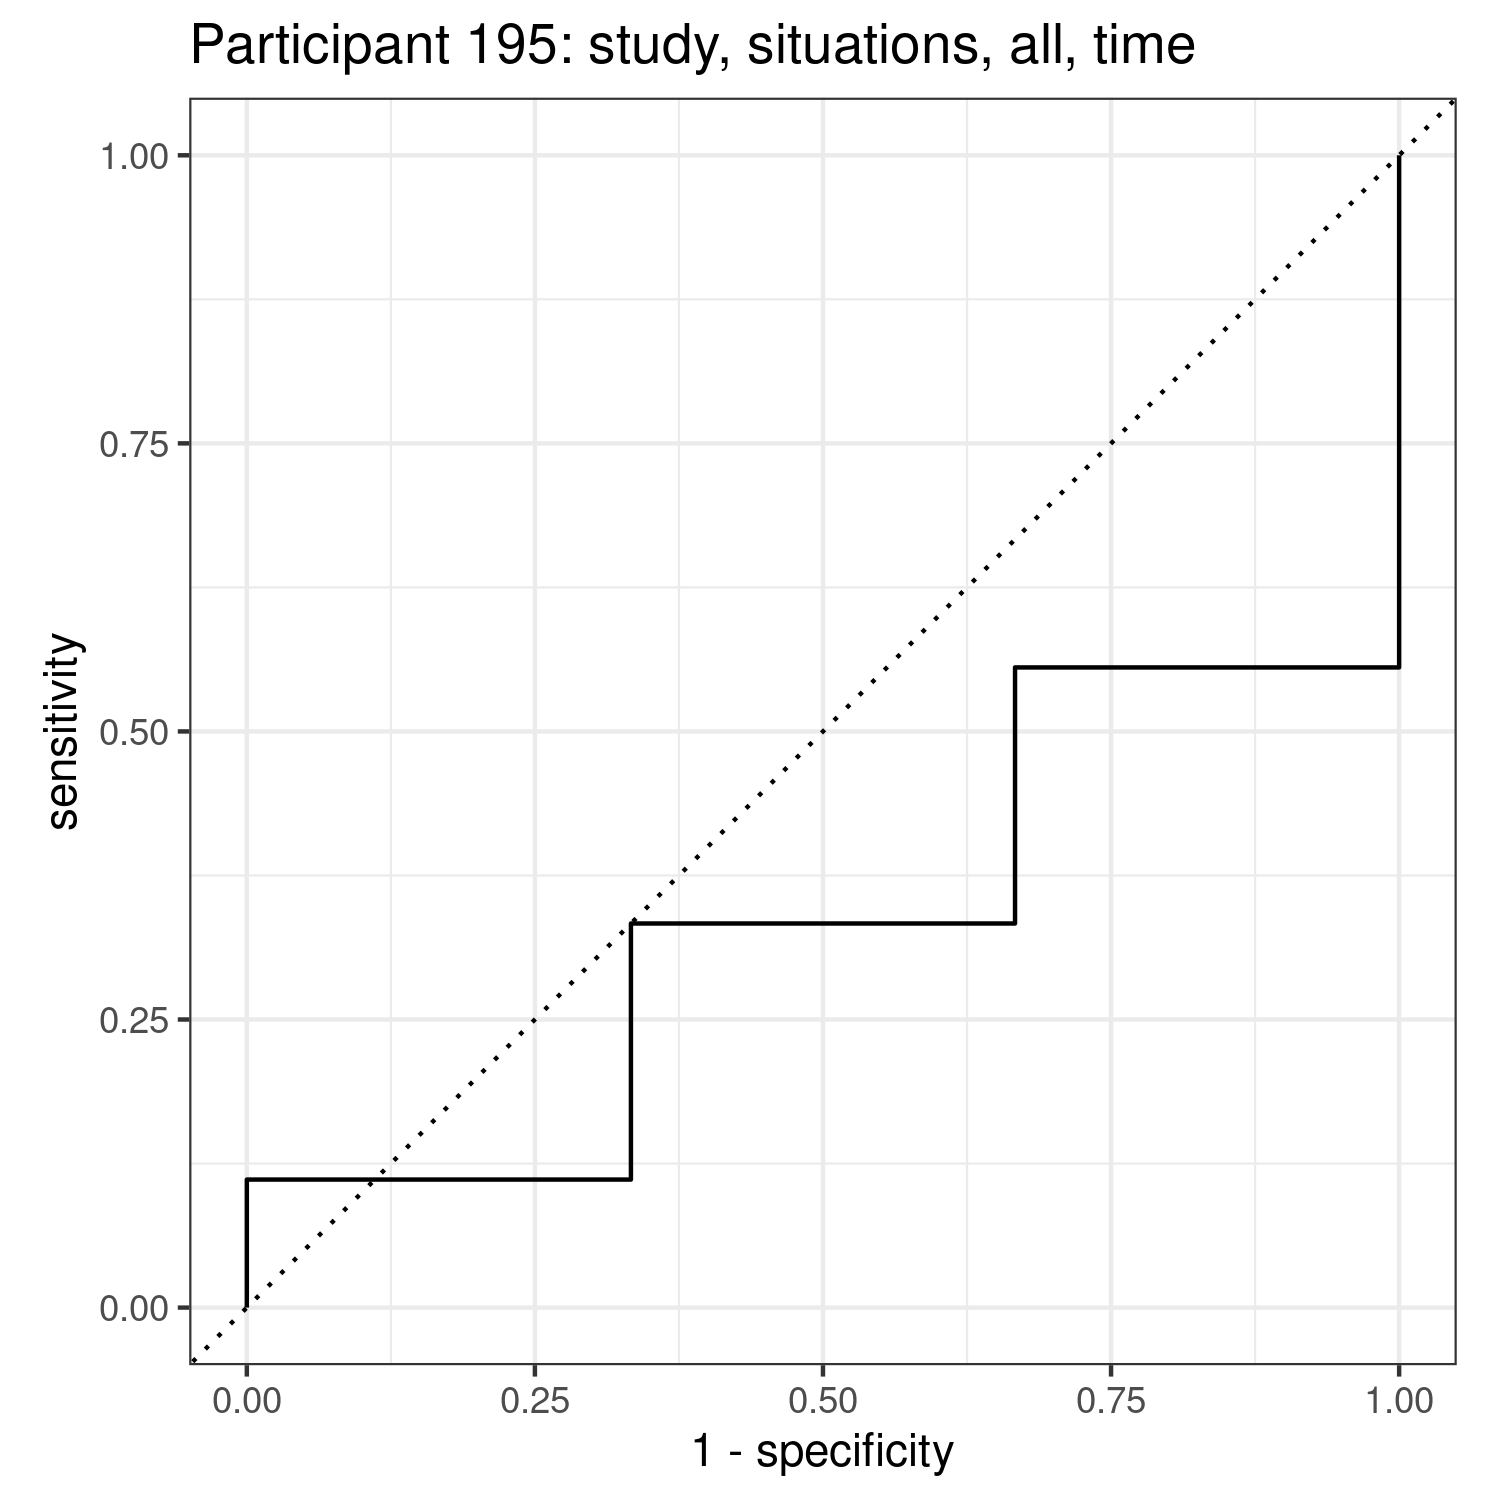 Participant 195: study, situations, all, time
1.00
0.75
0.50
0.25
0.00
sensitivity
0.00 0.25 0.50 0.75 1.00
1 - specificity